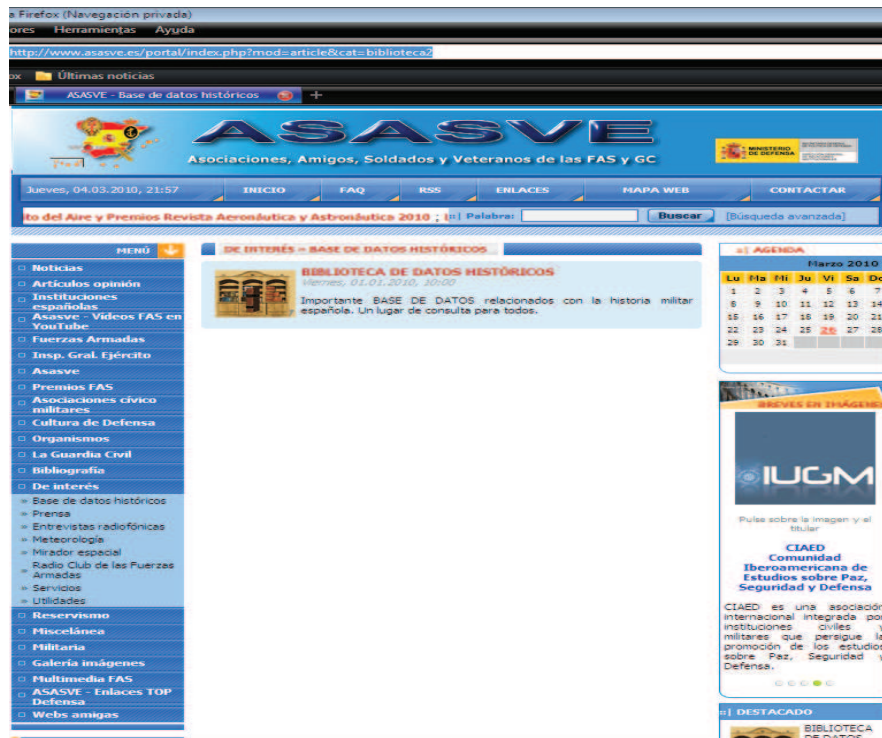 a Firefox (Navegación privada)
ores Herramientas Ayuda
http://www.asasve.es/portal/index.php?mod=article&cat=biblioteca2
ox Últimas noticias
ASASVE - Base de datos históricos
ASASVE
Asociaciones, Amigos, Soldados y Veteranos de las FAS y GC
MINISTERIO
DE DEFENSA
Jueves, 04.03.2010, 21:57 INICIO FAQ RSS ENLACES MAPA WEB CONTACTAR
ito del Aire y Premios Revista Aeronáutica y Astronáutica 2010 ; Palabra: Buscar [Búsqueda avanzada]
MENÚ
Noticias
Artículos opinión
Instituciones
españolas
Asasve - Vídeos FAS en
YouTube
Fuerzas Armadas
Insp. Gral. Ejército
Asasve
Premios FAS
Asociaciones cívico
militares
Cultura de Defensa
Organismos
La Guardia Civil
Bibliografía
De interés
» Base de datos históricos
» Prensa
» Entrevistas radiofónicas
» Meteorología
» Mirador espacial
» Radio Club de las Fuerzas
Armadas
» Servicios
» Utilidades
Reservismo
Miscelánea
Militaria
Galería imágenes
Multimedia FAS
ASASVE - Enlaces TOP
Defensa
Webs amigas
DE INTERÉS » BASE DE DATOS HISTÓRICOS
BIBLIOTECA DE DATOS HISTÓRICOS
Viernes, 01.01.2010, 10:00
Importante BASE DE DATOS relacionados con la historia militar
española. Un lugar de consulta para todos.
AGENDA
Marzo 2010
Lu Ma Mi Ju Vi Sa Do
1 2 3 4 5 6 7
8 9 10 11 12 13 14
15 16 17 18 19 20 21
22 23 24 25 26 27 28
29 30 31
BREVES EN IMÁGENES
IUGM
Pulse sobre la imagen y el
titular
CIAED
Comunidad
Iberoamericana de
Estudios sobre Paz,
Seguridad y Defensa
CIAED es una asociación
internacional integrada por
instituciones civiles y
militares que persigue la
promoción de los estudios
sobre Paz, Seguridad y
Defensa.
DESTACADO
BIBLIOTECA
DE DATOS